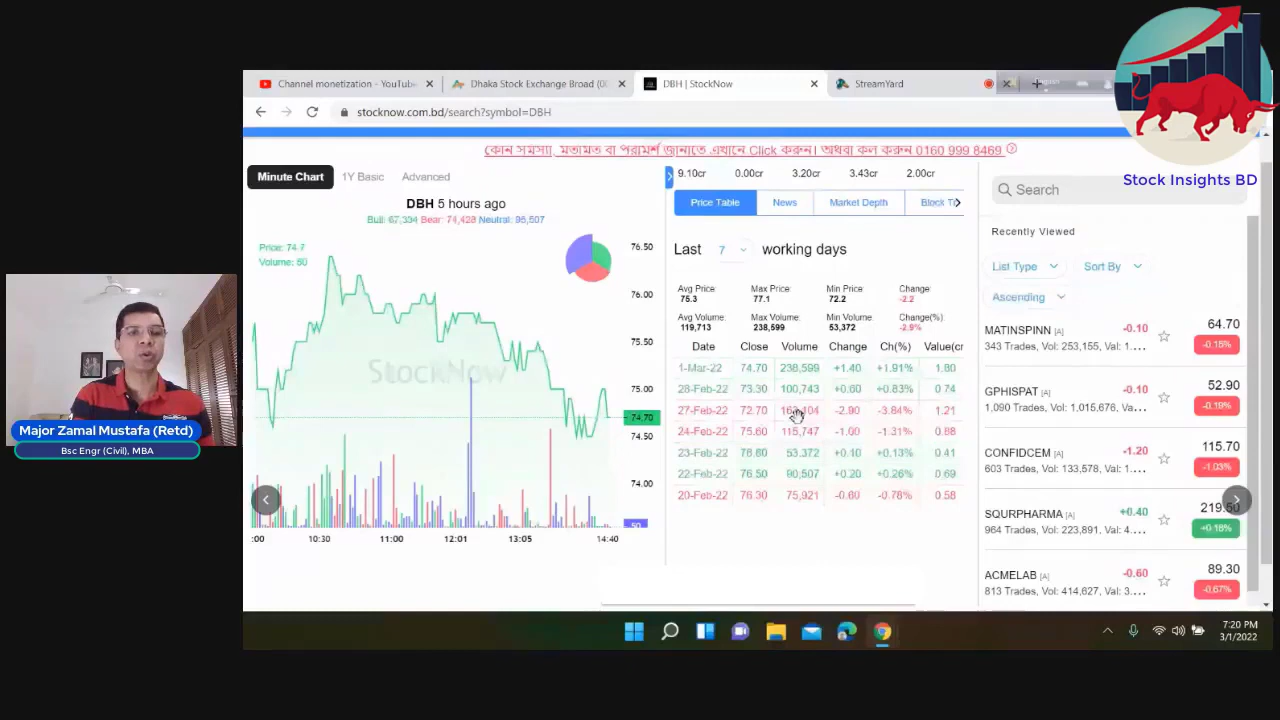 Channel monetization - YouTube
Dhaka Stock Exchange Broad (00
DBH | StockNow
StreamYard
stocknow.com.bd/search?symbol=DBH
কোন সমস্যা, মতামত বা পরামর্শ জানাতে এখানে Click করুন। অথবা কল করুন 0160 999 8469
Stock Insights BD
Minute Chart
1Y Basic
Advanced
DBH 5 hours ago
Bull: 67,334 Bear: 74,428 Neutral: 95,507
Price: 74.7
Volume: 50
StockNow
76.50
76.00
75.50
75.00
74.70
74.50
74.00
50
:00 10:30 11:00 12:01 13:05 14:40
9.10cr 0.00cr 3.20cr 3.43cr 2.00cr
Price Table
News
Market Depth
Last 7 working days
Avg Price: Max Price: Min Price: Change:
75.3 77.1 72.2 -2.2
Avg Volume: Max Volume: Min Volume: Change(%):
119,713 238,599 53,372 -2.9%
Date Close Volume Change Ch(%) Value(cr
1-Mar-22 74.70 238,599 +1.40 +1.91% 1.80
28-Feb-22 73.30 100,743 +0.60 +0.83% 0.74
27-Feb-22 72.70 -2.90 -3.84% 1.21
24-Feb-22 75.60 115,747 -1.00 -1.31% 0.88
23-Feb-22 76.60 53,372 +0.10 +0.13% 0.41
22-Feb-22 76.50 90,507 +0.20 +0.26% 0.69
20-Feb-22 76.30 75,921 -0.60 -0.78% 0.58
Search
Recently Viewed
List Type
Sort By
Ascending
MATINSPINN [A] -0.10 64.70
343 Trades, Vol: 253,155, Vol: 1.... -0.15%
GPHISPAT [A] -0.10 52.90
1,090 Trades, Vol: 1,015,676, Va... -0.19%
CONFIDCEM [A] -1.20 115.70
603 Trades, Vol: 133,578, Vol: 1.... -1.03%
SQURPHARMA [A] +0.40
964 Trades, Vol: 223,891, Vol: 4.... +0.18%
ACMELAB [A] -0.60 89.30
813 Trades, Vol: 414,627, Vol: 3.... -0.67%
Major Zamal Mustafa (Retd)
Bsc Engr (Civil), MBA
7:20 PM
3/1/2022